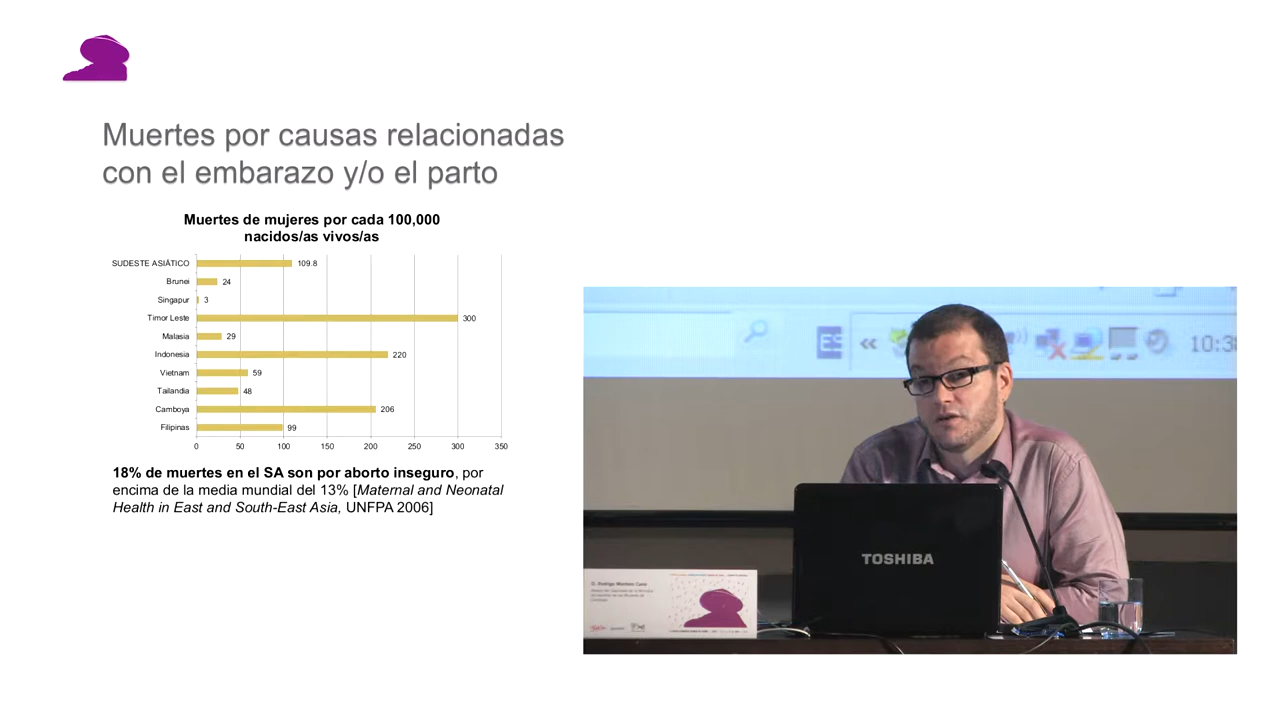 Muertes por causas relacionadas
con el embarazo y/o el parto
Muertes de mujeres por cada 100,000
nacidos/as vivos/as
SUDESTE ASIÁTICO 109.8
Brunei 24
Singapur 3
Timor Leste 300
Malasia 29
Indonesia 220
Vietnam 59
Tailandia 48
Camboya 206
Filipinas 99
0 50 100 150 200 250 300 350
18% de muertes en el SA son por aborto inseguro, por
encima de la media mundial del 13% [Maternal and Neonatal
Health in East and South-East Asia, UNFPA 2006]
ES « 10:3
TOSHIBA